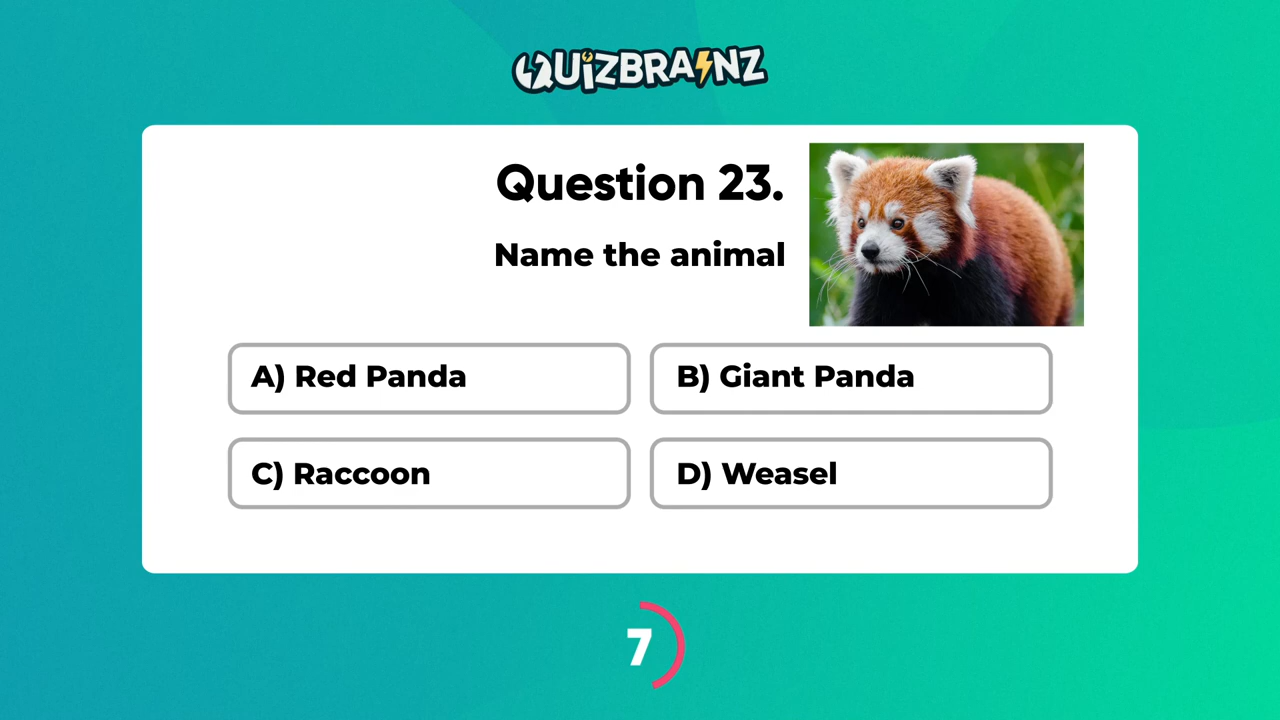 QUIZBRAINZ
Question 23.
Name the animal
A) Red Panda
B) Giant Panda
C) Raccoon
D) Weasel
7